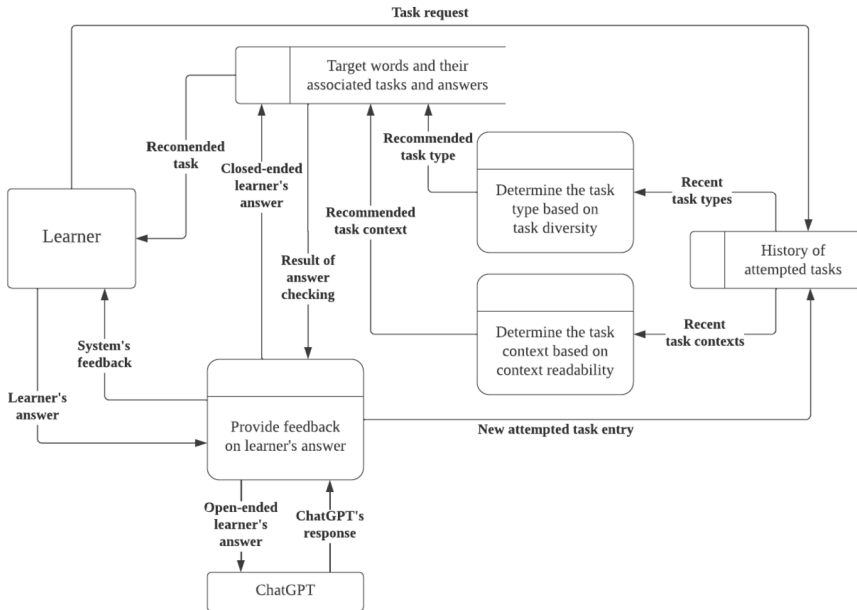 Task request
Target words and their
associated tasks and answers
Recomended
task
Closed-ended
learner's
answer
Recommended
task type
Determine the task
type based on
task diversity
Recent
task types
Learner
Recommended
task context
History of
attempted tasks
Result of
answer
checking
Determine the task
context based on
context readability
Recent
task contexts
System's
feedback
Learner's
answer
Provide feedback
on learner's answer
New attempted task entry
Open-ended
learner's
answer
ChatGPT's
response
ChatGPT